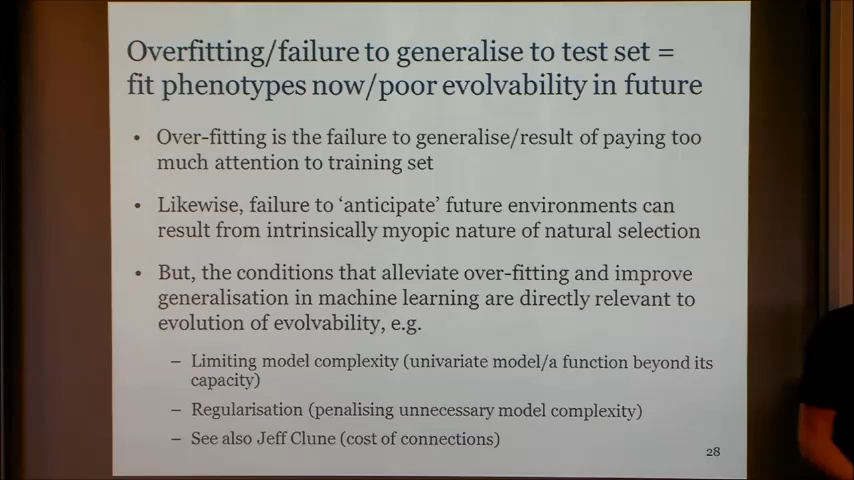 Overfitting/failure to generalise to test set =
fit phenotypes now/poor evolvability in future
• Over-fitting is the failure to generalise/result of paying too
much attention to training set
• Likewise, failure to ‘anticipate’ future environments can
result from intrinsically myopic nature of natural selection
• But, the conditions that alleviate over-fitting and improve
generalisation in machine learning are directly relevant to
evolution of evolvability, e.g.
– Limiting model complexity (univariate model/a function beyond its
capacity)
– Regularisation (penalising unnecessary model complexity)
– See also Jeff Clune (cost of connections)
28